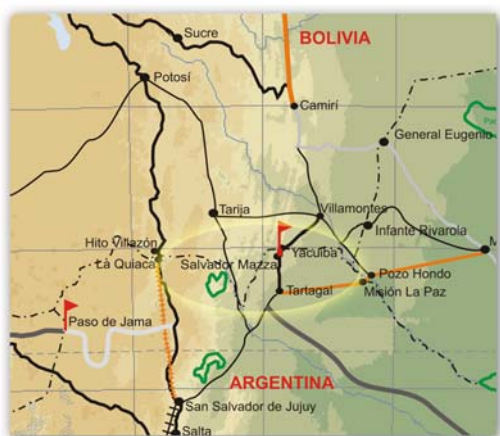 Sucre
BOLIVIA
Potosí
Camirí
General Eugenio
Tarija
Villamontes
Infante Rivarola
Hito Villazón
Yacuiba
La Quiaca
Salvador Mazza
Pozo Hondo
Tartagal
Misión La Paz
Paso de Jama
ARGENTINA
San Salvador de Jujuy
Salta